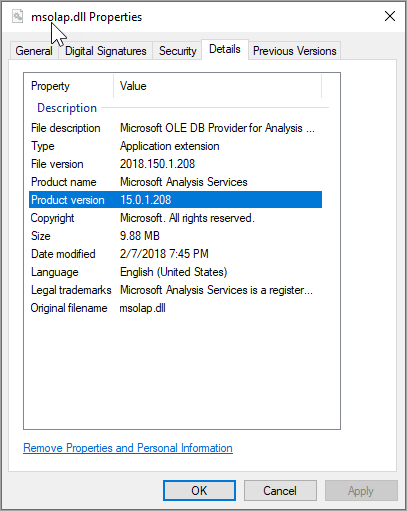 msolap.dll Properties
General Digital Signatures Security Details Previous Versions
Property Value
Description
File description Microsoft OLE DB Provider for Analysis ...
Type Application extension
File version 2018.150.1.208
Product name Microsoft Analysis Services
Product version 15.0.1.208
Copyright Microsoft. All rights reserved.
Size 9.88 MB
Date modified 2/7/2018 7:45 PM
Language English (United States)
Legal trademarks Microsoft Analysis Services is a register...
Original filename msolap.dll
Remove Properties and Personal Information
OK Cancel Apply